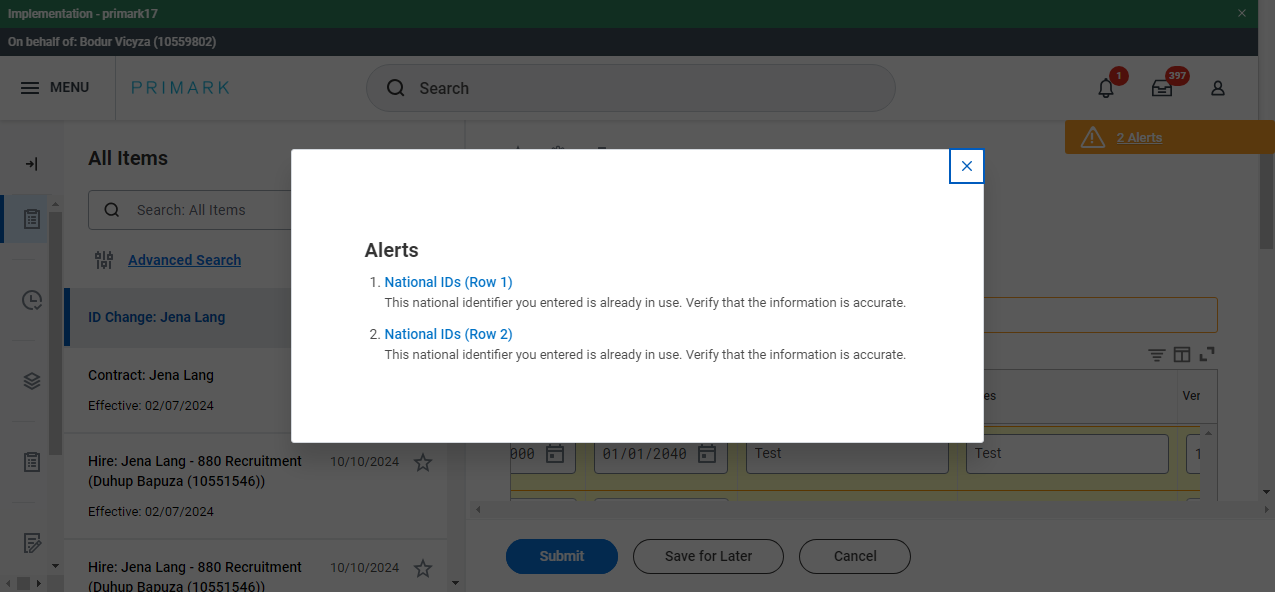 Implementation - primark17
On behalf of: Bodur Vicyza (10559802)
MENU
PRIMARK
Search
1
397
2 Alerts
All Items
Search: All Items
Advanced Search
ID Change: Jena Lang
Contract: Jena Lang
Effective: 02/07/2024
Hire: Jena Lang - 880 Recruitment
(Duhup Bapuza (10551546))
10/10/2024
Effective: 02/07/2024
Hire: Jena Lang - 880 Recruitment
(Duhup Bapuza (10551546))
10/10/2024
Alerts
1. National IDs (Row 1)
This national identifier you entered is already in use. Verify that the information is accurate.
2. National IDs (Row 2)
This national identifier you entered is already in use. Verify that the information is accurate.
es
Ver
000
01/01/2040
Test
Test
1
Submit
Save for Later
Cancel